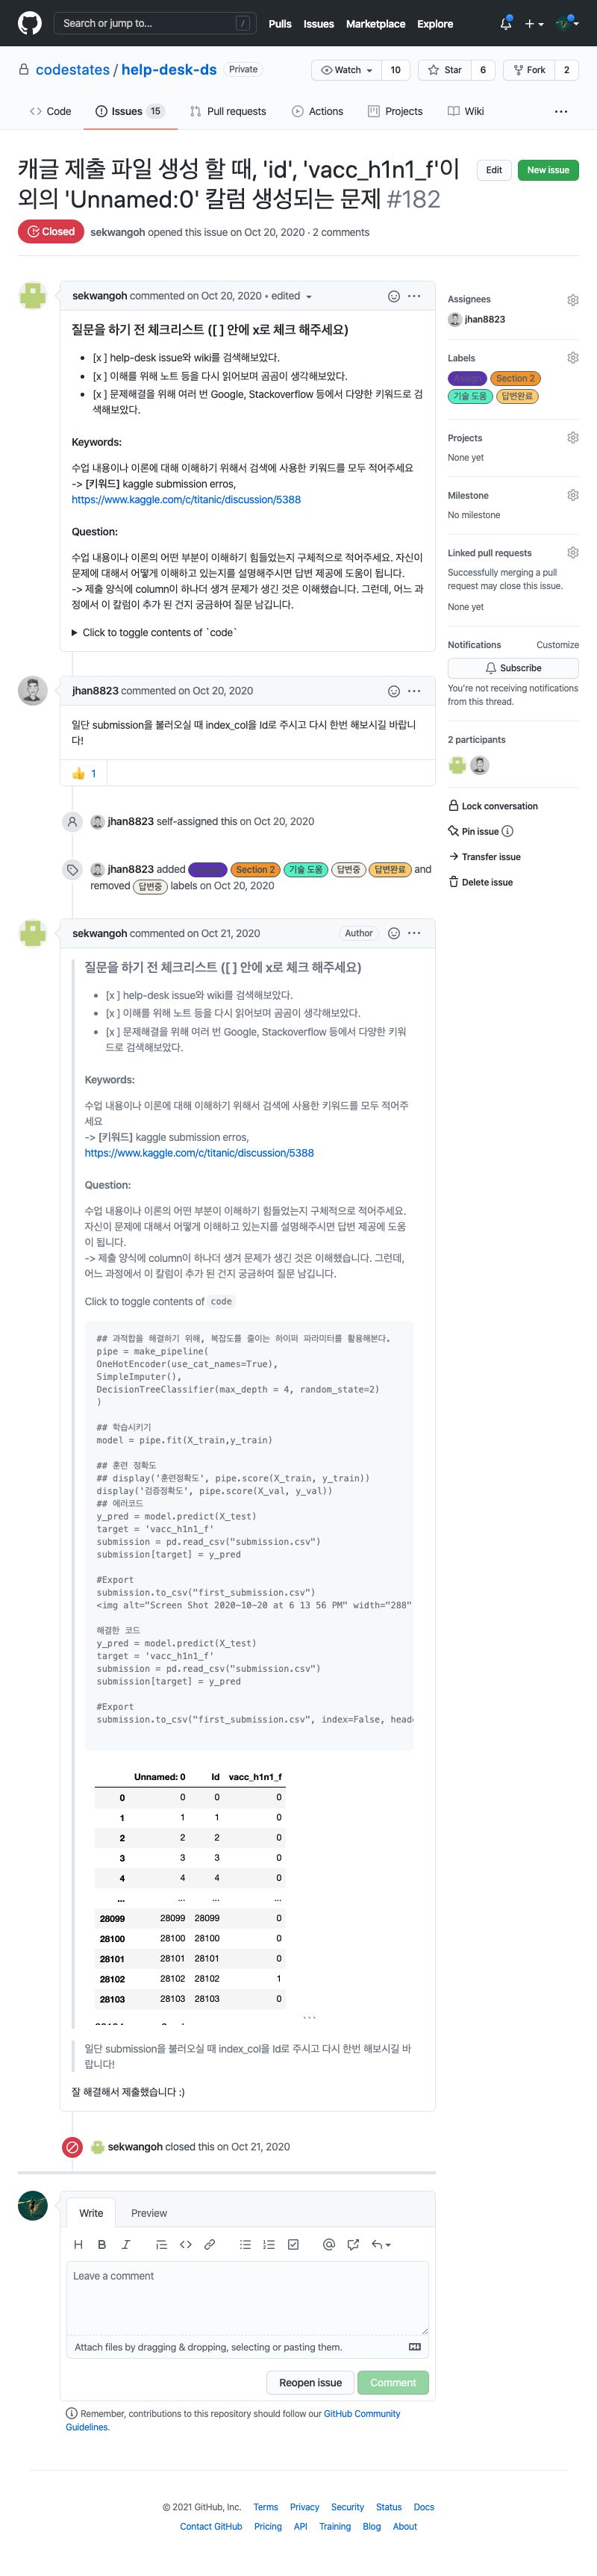 Search or jump to... /
Pulls Issues Marketplace Explore
codestates / help-desk-ds Private
Watch 10 Star 6 Fork 2
Code Issues 15 Pull requests Actions Projects Wiki ...
캐글 제출 파일 생성 할 때, 'id', 'vacc_h1n1_f'이
외의 'Unnamed:0' 칼럼 생성되는 문제 #182
Edit New issue
Closed sekwangoh opened this issue on Oct 20, 2020 · 2 comments
sekwangoh commented on Oct 20, 2020 • edited
질문을 하기 전 체크리스트 ([ ] 안에 x로 체크 해주세요)
• [x ] help-desk issue와 wiki를 검색해보았다.
• [x ] 이해를 위해 노트 등을 다시 읽어보며 곰곰이 생각해보았다.
• [x ] 문제해결을 위해 여러 번 Google, Stackoverflow 등에서 다양한 키워드로 검
색해보았다.
Keywords:
수업 내용이나 이론에 대해 이해하기 위해서 검색에 사용한 키워드를 모두 적어주세요
-> [키워드] kaggle submission erros,
https://www.kaggle.com/c/titanic/discussion/5388
Question:
수업 내용이나 이론의 어떤 부분이 이해하기 힘들었는지 구체적으로 적어주세요. 자신이
문제에 대해서 어떻게 이해하고 있는지를 설명해주시면 답변 제공에 도움이 됩니다.
-> 제출 양식에 column이 하나더 생겨 문제가 생긴 것은 이해했습니다. 그런데, 어느 과
정에서 이 칼럼이 추가 된 건지 궁금하여 질문 남깁니다.
▶ Click to toggle contents of `code`
Assignees
jhan8823
Labels
Section 2
기술 도움 답변완료
Projects
None yet
Milestone
No milestone
Linked pull requests
Successfully merging a pull
request may close this issue.
None yet
Notifications Customize
Subscribe
You're not receiving notifications
from this thread.
2 participants
Lock conversation
Pin issue
Transfer issue
Delete issue
jhan8823 commented on Oct 20, 2020
일단 submission을 불러오실 때 index_col을 Id로 주시고 다시 한번 해보시길 바랍니
다!
👍 1
jhan8823 self-assigned this on Oct 20, 2020
jhan8823 added Section 2 기술 도움 답변중 답변완료 and
removed 답변중 labels on Oct 20, 2020
sekwangoh commented on Oct 21, 2020 Author
질문을 하기 전 체크리스트 ([ ] 안에 x로 체크 해주세요)
• [x ] help-desk issue와 wiki를 검색해보았다.
• [x ] 이해를 위해 노트 등을 다시 읽어보며 곰곰이 생각해보았다.
• [x ] 문제해결을 위해 여러 번 Google, Stackoverflow 등에서 다양한 키워
드로 검색해보았다.
Keywords:
수업 내용이나 이론에 대해 이해하기 위해서 검색에 사용한 키워드를 모두 적어주
세요
-> [키워드] kaggle submission erros,
https://www.kaggle.com/c/titanic/discussion/5388
Question:
수업 내용이나 이론의 어떤 부분이 이해하기 힘들었는지 구체적으로 적어주세요.
자신이 문제에 대해서 어떻게 이해하고 있는지를 설명해주시면 답변 제공에 도움
이 됩니다.
-> 제출 양식에 column이 하나더 생겨 문제가 생긴 것은 이해했습니다. 그런데,
어느 과정에서 이 칼럼이 추가 된 건지 궁금하여 질문 남깁니다.
Click to toggle contents of code
## 과적합을 해결하기 위해, 복잡도를 줄이는 하이퍼 파라미터를 활용해본다.
pipe = make_pipeline(
OneHotEncoder(use_cat_names=True),
SimpleImputer(),
DecisionTreeClassifier(max_depth = 4, random_state=2)
)
## 학습시키기
model = pipe.fit(X_train,y_train)
## 훈련 정확도
## display('훈련정확도', pipe.score(X_train, y_train))
display('검증정확도', pipe.score(X_val, y_val))
## 에러코드
y_pred = model.predict(X_test)
target = 'vacc_h1n1_f'
submission = pd.read_csv("submission.csv")
submission[target] = y_pred
#Export
submission.to_csv("first_submission.csv")
<img alt="Screen Shot 2020-10-20 at 6 13 56 PM" width="288"
해결한 코드
y_pred = model.predict(X_test)
target = 'vacc_h1n1_f'
submission = pd.read_csv("submission.csv")
submission[target] = y_pred
#Export
submission.to_csv("first_submission.csv", index=False, heade
Unnamed: 0 Id vacc_h1n1_f
0 0 0 0
1 1 1 0
2 2 2 0
3 3 3 0
4 4 4 0
... ... ... ...
28099 28099 28099 0
28100 28100 28100 0
28101 28101 28101 0
28102 28102 28102 1
28103 28103 28103 0
```
일단 submission을 불러오실 때 index_col을 Id로 주시고 다시 한번 해보시길 바
랍니다!
잘 해결해서 제출했습니다 :)
sekwangoh closed this on Oct 21, 2020
Write Preview
H B I
Leave a comment
Attach files by dragging & dropping, selecting or pasting them.
Reopen issue Comment
Remember, contributions to this repository should follow our GitHub Community
Guidelines.
© 2021 GitHub, Inc. Terms Privacy Security Status Docs
Contact GitHub Pricing API Training Blog About